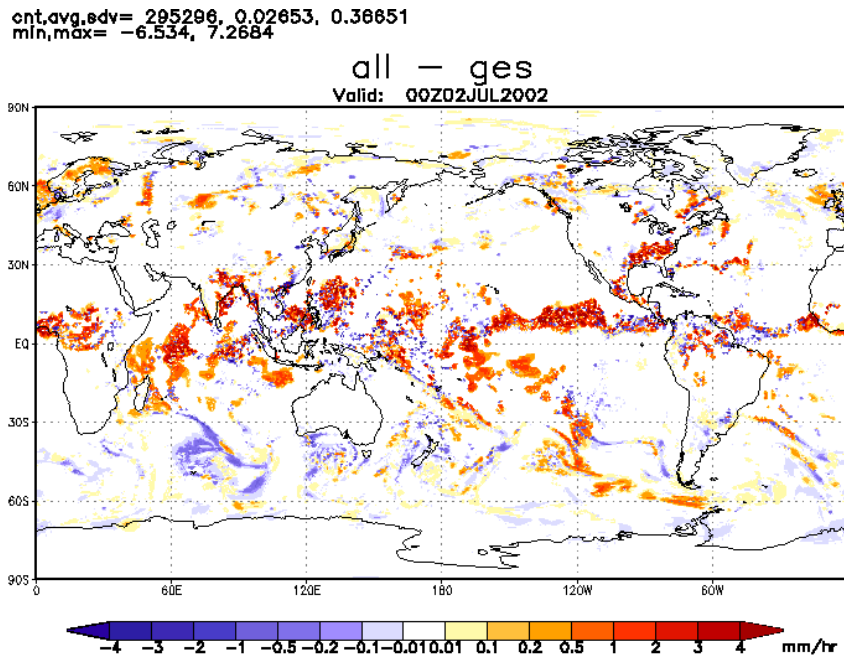 cnt,avg,sdv= 295296, 0.02653, 0.36651
min,max= -6.534, 7.2684
all - ges
Valid: 00Z02JUL2002
90N
60N
30N
EQ
30S
60S
90S
0 60E 120E 180 120W 60W
-4 -3 -2 -1 -0.5 -0.2 -0.1 -0.01 0.01 0.1 0.2 0.5 1 2 3 4 mm/hr